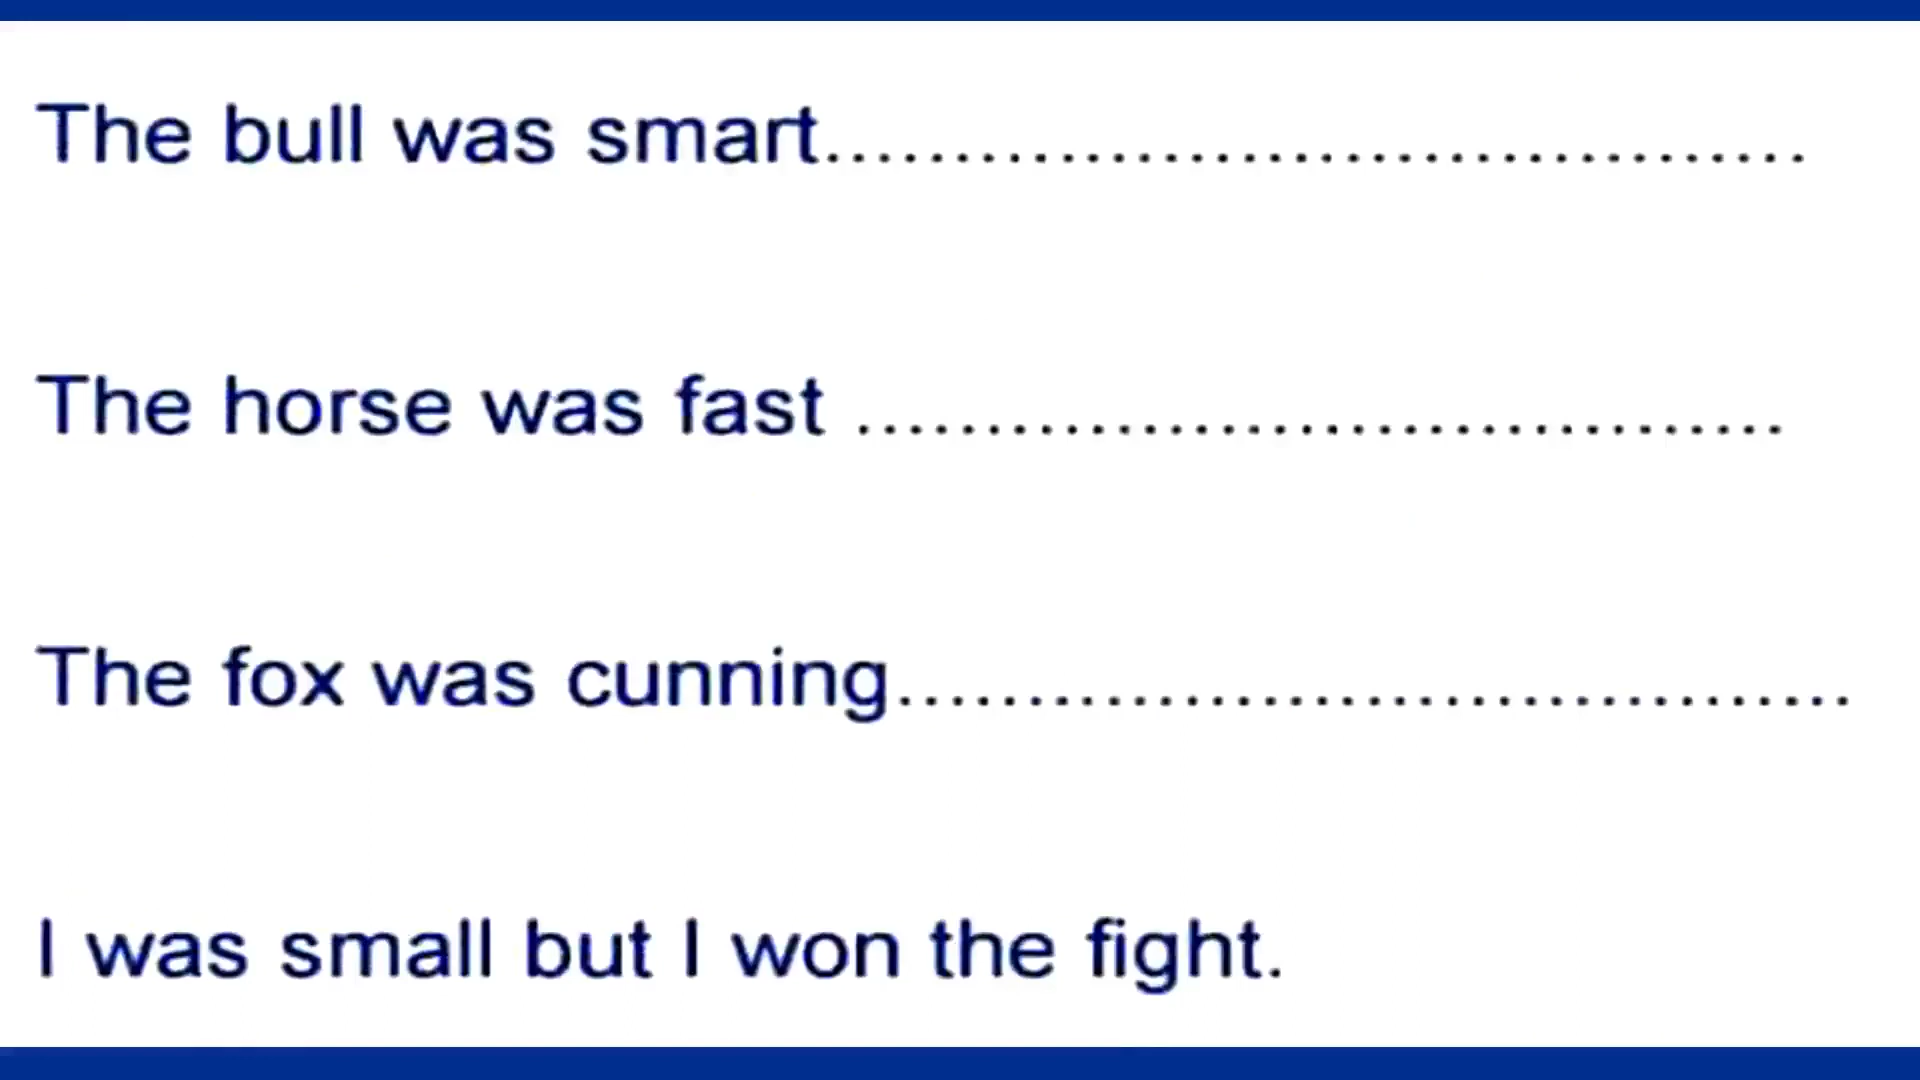 The bull was smart......................................
The horse was fast ....................................
The fox was cunning.....................................
I was small but I won the fight.